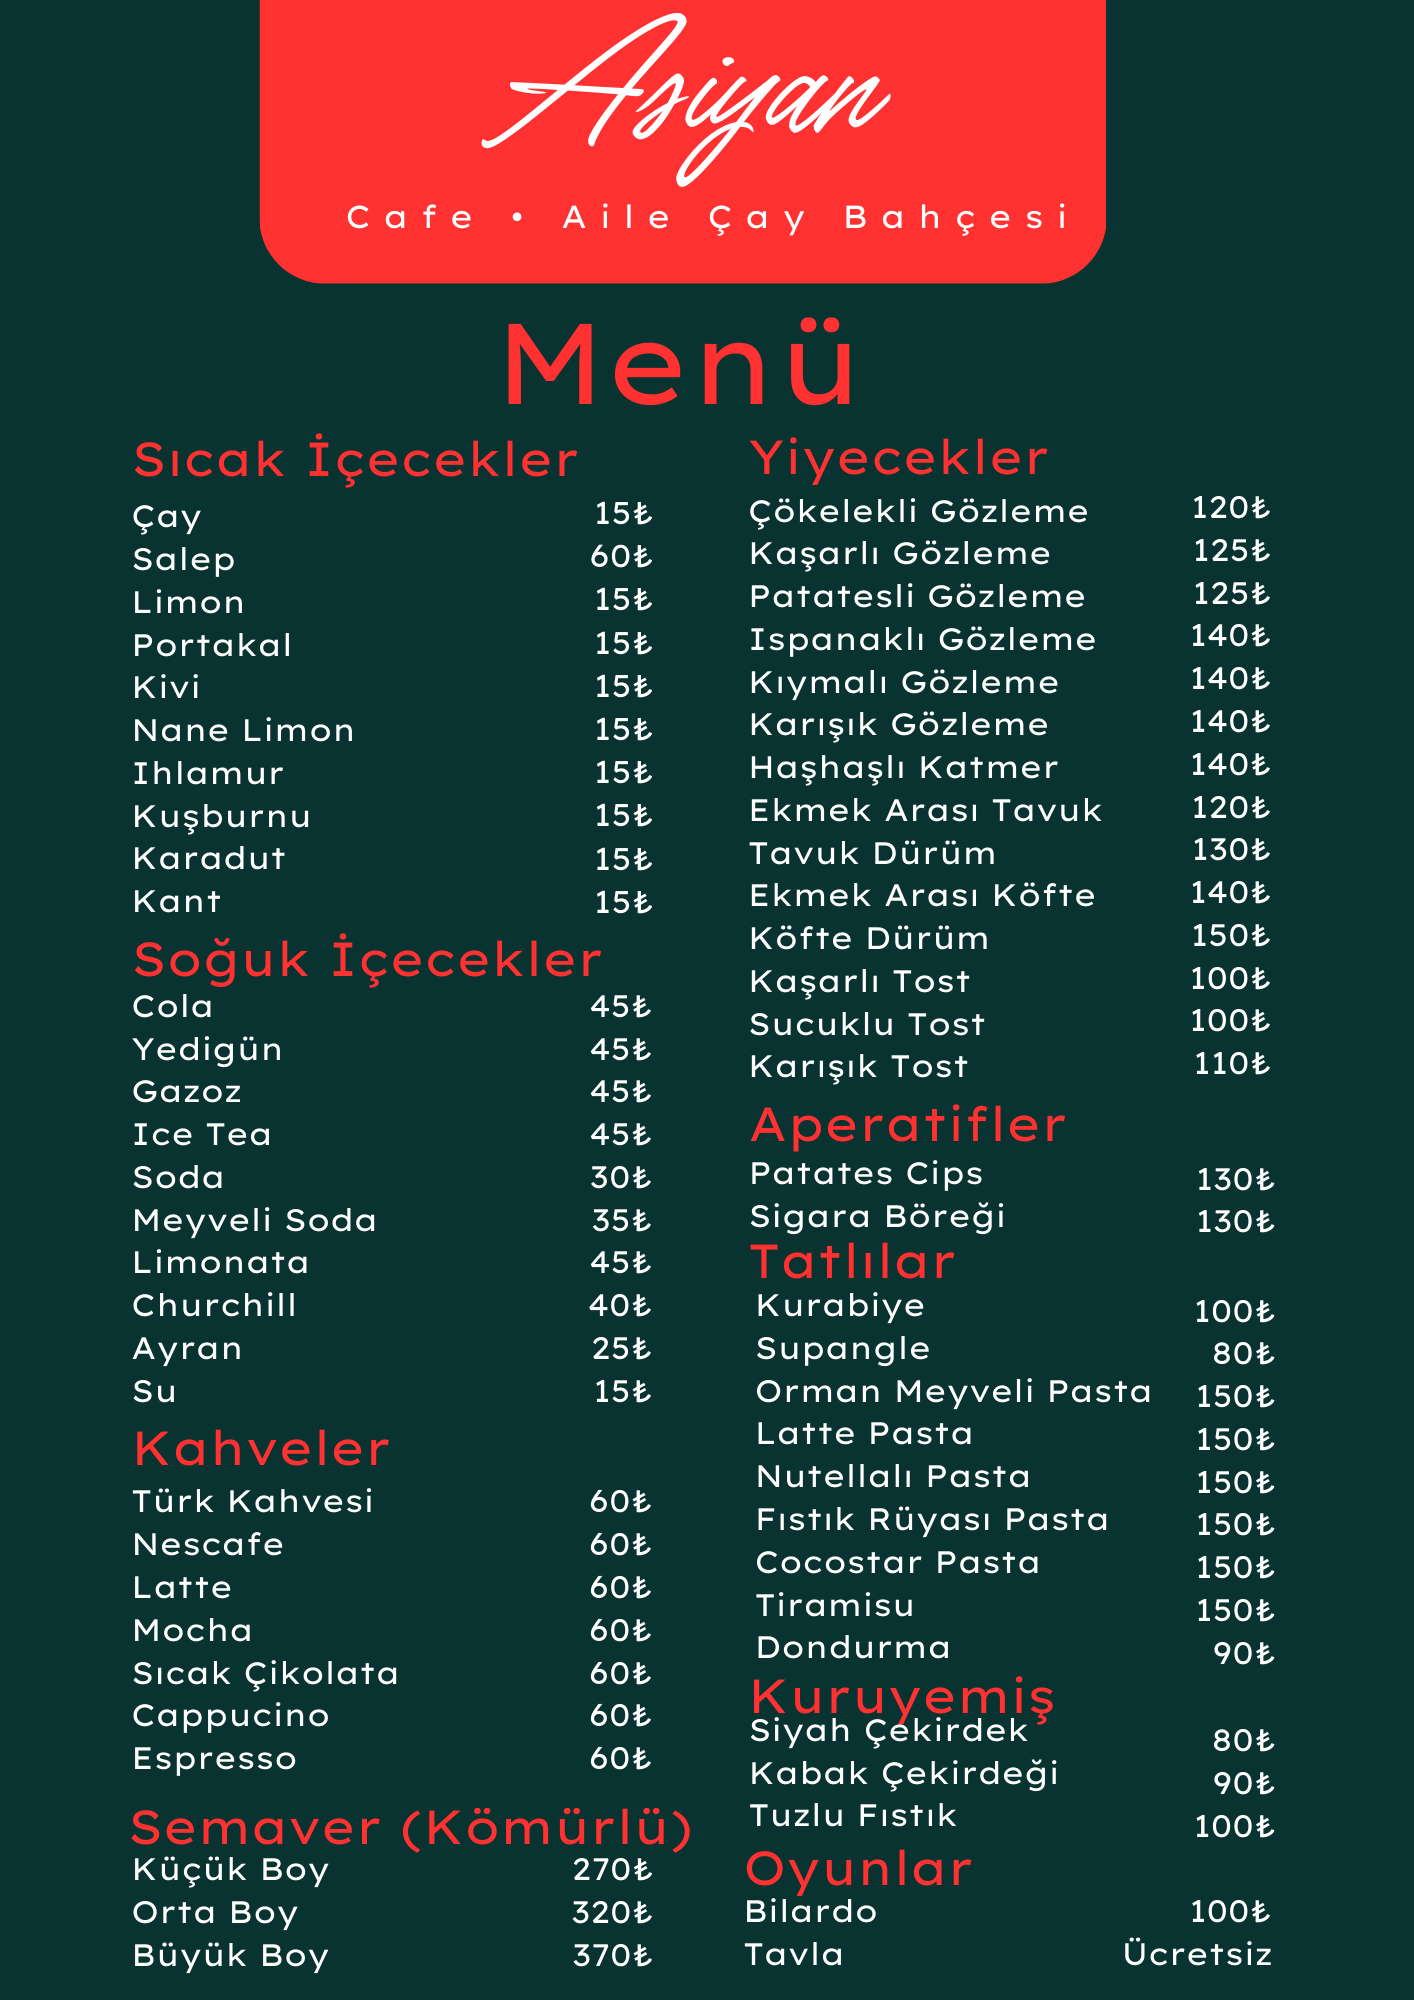 Asiyan
Cafe • Aile Çay Bahçesi
Menü
Sıcak İçecekler
Çay 15₺
Salep 60₺
Limon 15₺
Portakal 15₺
Kivi 15₺
Nane Limon 15₺
Ihlamur 15₺
Kuşburnu 15₺
Karadut 15₺
Kant 15₺
Soğuk İçecekler
Cola 45₺
Yedigün 45₺
Gazoz 45₺
Ice Tea 45₺
Soda 30₺
Meyveli Soda 35₺
Limonata 45₺
Churchill 40₺
Ayran 25₺
Su 15₺
Kahveler
Türk Kahvesi 60₺
Nescafe 60₺
Latte 60₺
Mocha 60₺
Sıcak Çikolata 60₺
Cappucino 60₺
Espresso 60₺
Semaver (Kömürlü)
Küçük Boy 270₺
Orta Boy 320₺
Büyük Boy 370₺
Yiyecekler
Çökelekli Gözleme 120₺
Kaşarlı Gözleme 125₺
Patatesli Gözleme 125₺
Ispanaklı Gözleme 140₺
Kıymalı Gözleme 140₺
Karışık Gözleme 140₺
Haşhaşlı Katmer 140₺
Ekmek Arası Tavuk 120₺
Tavuk Dürüm 130₺
Ekmek Arası Köfte 140₺
Köfte Dürüm 150₺
Kaşarlı Tost 100₺
Sucuklu Tost 100₺
Karışık Tost 110₺
Aperatifler
Patates Cips 130₺
Sigara Böreği 130₺
Tatlılar
Kurabiye 100₺
Supangle 80₺
Orman Meyveli Pasta 150₺
Latte Pasta 150₺
Nutellalı Pasta 150₺
Fıstık Rüyası Pasta 150₺
Cocostar Pasta 150₺
Tiramisu 150₺
Dondurma 90₺
Kuruyemiş
Siyah Çekirdek 80₺
Kabak Çekirdeği 90₺
Tuzlu Fıstık 100₺
Oyunlar
Bilardo 100₺
Tavla Ücretsiz